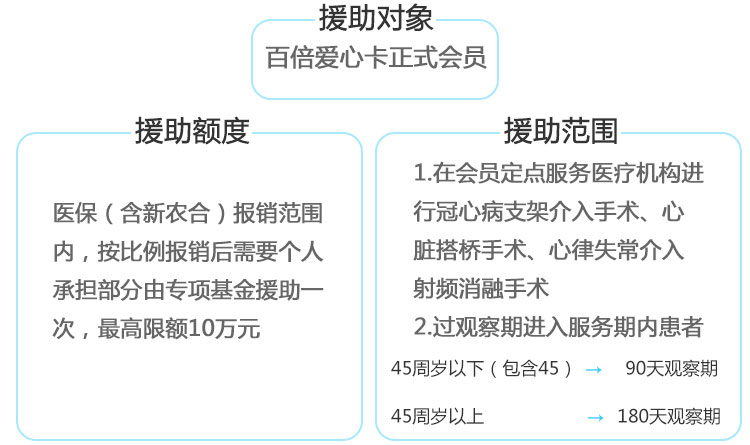 援助对象
百倍爱心卡正式会员
援助额度
医保（含新农合）报销范围
内，按比例报销后需要个人
承担部分由专项基金援助一
次，最高限额10万元
援助范围
1.在会员定点服务医疗机构进
行冠心病支架介入手术、心
脏搭桥手术、心律失常介入
射频消融手术
2.过观察期进入服务期内患者
45周岁以下（包含45） → 90天观察期
45周岁以上 → 180天观察期